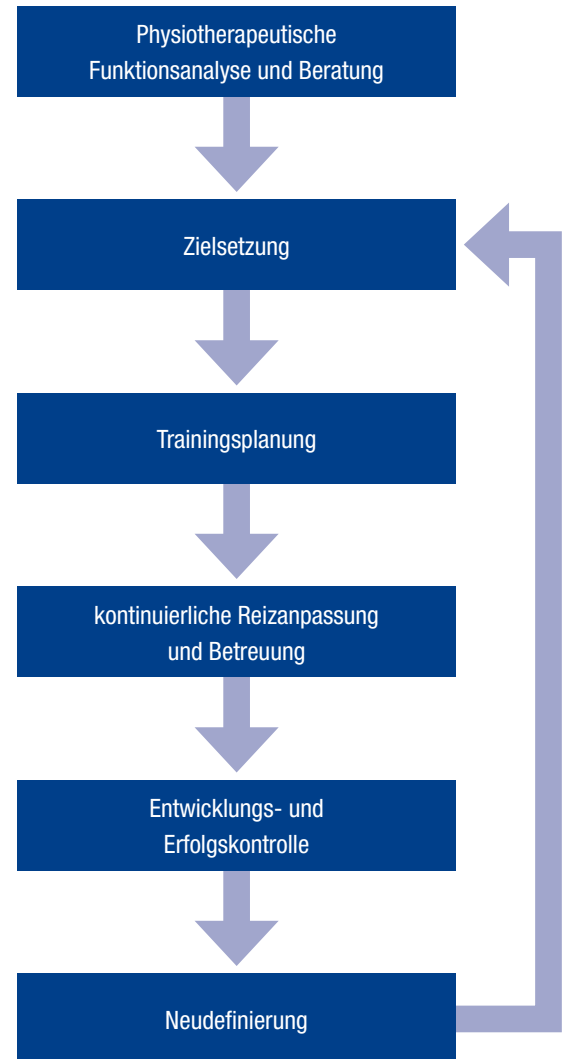 Physiotherapeutische
Funktionsanalyse und Beratung
Zielsetzung
Trainingsplanung
kontinuierliche Reizanpassung
und Betreuung
Entwicklungs- und
Erfolgskontrolle
Neudefinierung